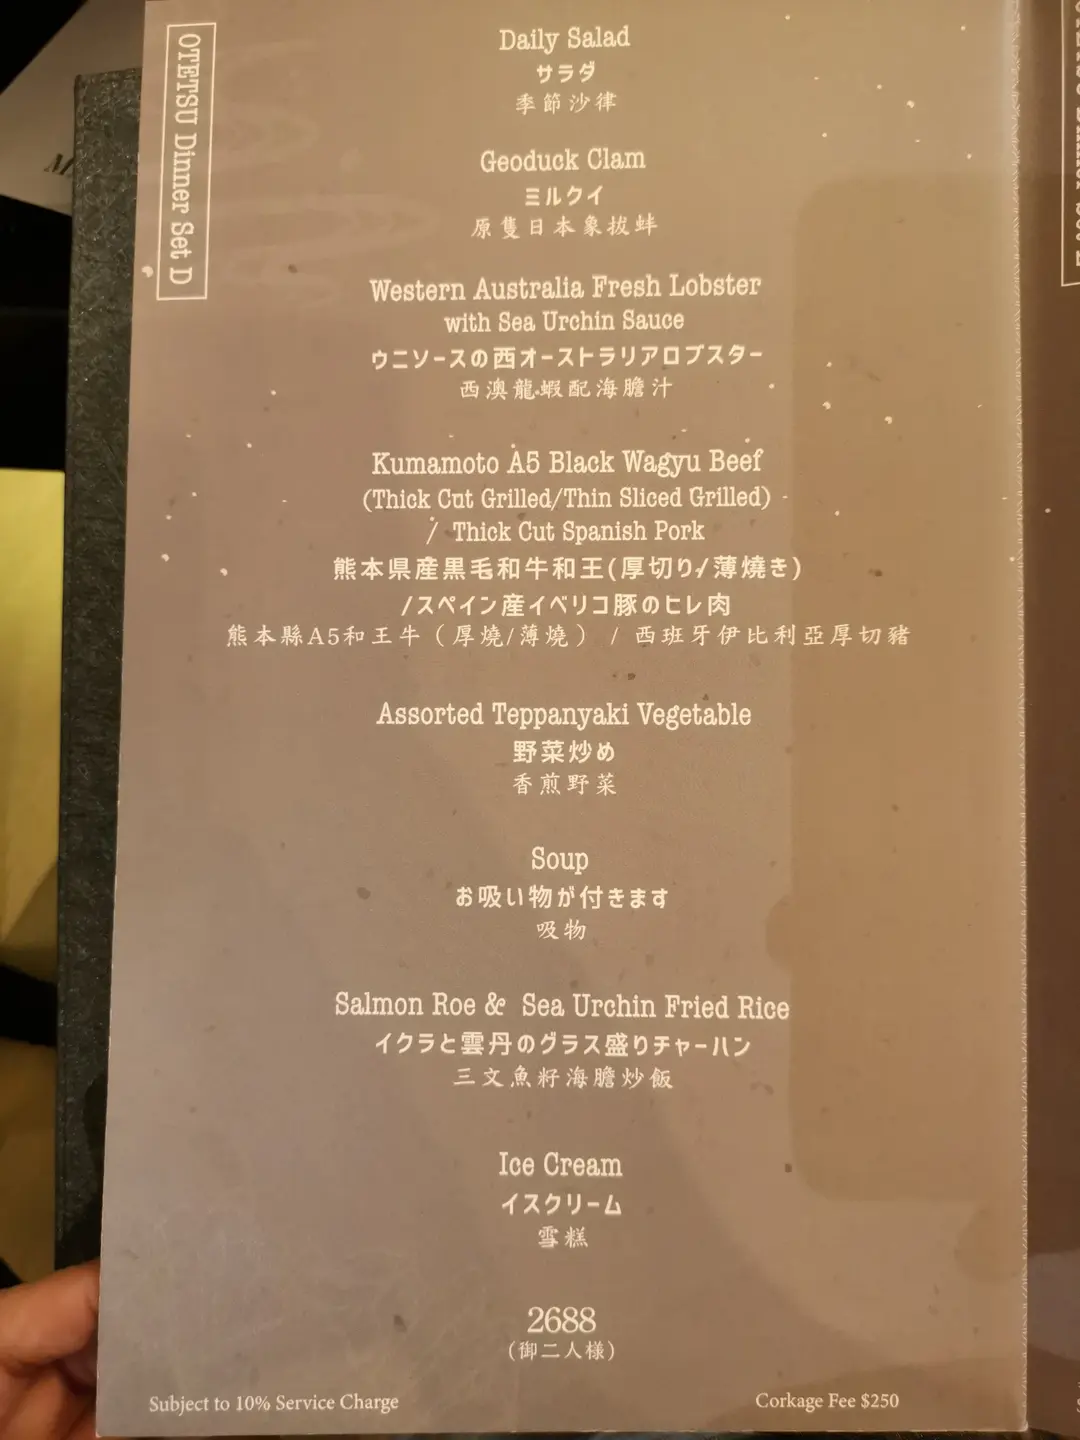 OTETSU Dinner Set D
Daily Salad
サラダ
季節沙律
Geoduck Clam
ミルクイ
原隻日本象拔蚌
Western Australia Fresh Lobster
with Sea Urchin Sauce
ウニソースの西オーストラリアロブスター
西澳龍蝦配海膽汁
Kumamoto A5 Black Wagyu Beef
(Thick Cut Grilled/Thin Sliced Grilled)
/ Thick Cut Spanish Pork
熊本県産黒毛和牛和王(厚切り/薄焼き)
/スペイン産イベリコ豚のヒレ肉
熊本縣A5和王牛（厚燒/薄燒） / 西班牙伊比利亞厚切豬
Assorted Teppanyaki Vegetable
野菜炒め
香煎野菜
Soup
お吸い物が付きます
吸物
Salmon Roe & Sea Urchin Fried Rice
イクラと雲丹のグラス盛りチャーハン
三文魚籽海膽炒飯
Ice Cream
イスクリーム
雪糕
2688
(御二人様)
Subject to 10% Service Charge
Corkage Fee $250